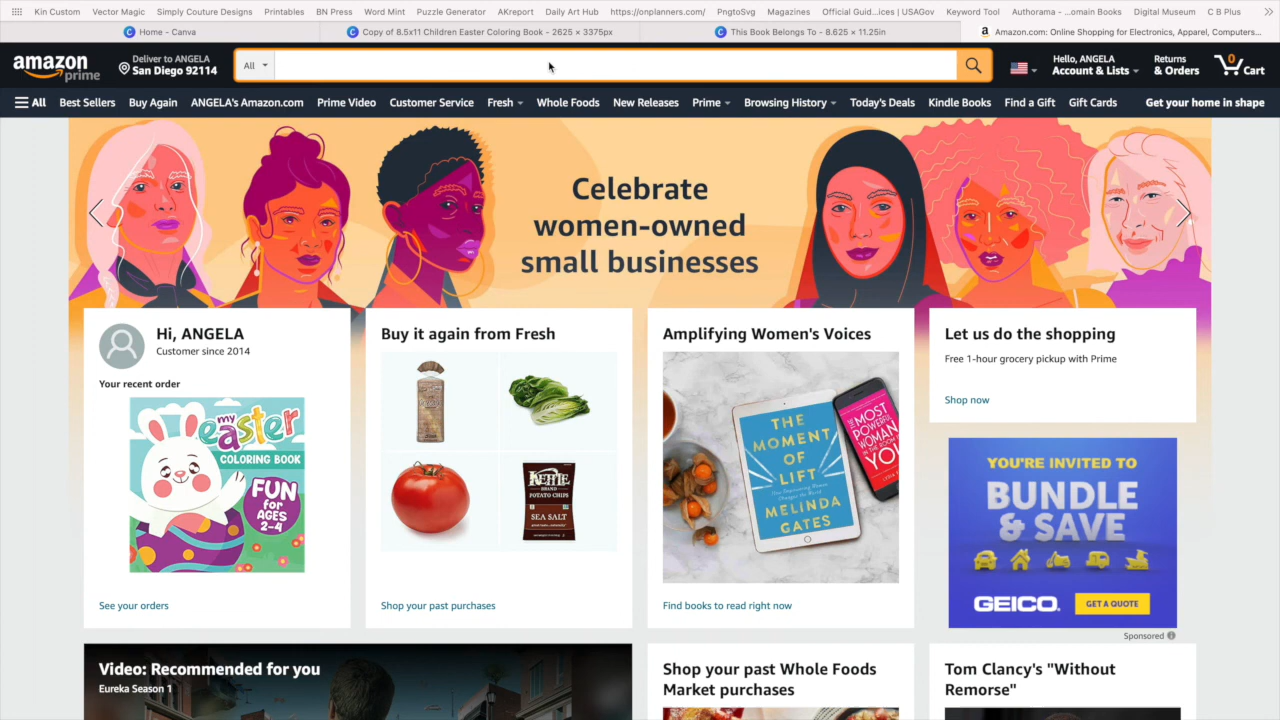 Kin Custom Vector Magic Simply Couture Designs Printables BN Press Word Mint Puzzle Generator AKreport Daily Art Hub https://onplanners.com/ PngtoSvg Magazines Official Guid...ices | USAGov Keyword Tool Authorama - ...omain Books Digital Museum C B Plus
Home - Canva Copy of 8.5x11 Children Easter Coloring Book - 2625 × 3375px This Book Belongs To - 8.625 × 11.25in Amazon.com: Online Shopping for Electronics, Apparel, Computers...
amazon prime
Deliver to ANGELA
San Diego 92114
All
Hello, ANGELA
Account & Lists
Returns
& Orders
0
Cart
All Best Sellers Buy Again ANGELA's Amazon.com Prime Video Customer Service Fresh Whole Foods New Releases Prime Browsing History Today's Deals Kindle Books Find a Gift Gift Cards Get your home in shape
Celebrate
women-owned
small businesses
Hi, ANGELA
Customer since 2014
Your recent order
my
easter
COLORING BOOK
FUN
for
AGES
2-4
See your orders
Buy it again from Fresh
KETTLE
BRAND
POTATO CHIPS
SEA SALT
Shop your past purchases
Amplifying Women's Voices
THE
MOMENT
OF
LIFT
MELINDA
GATES
THE
MOST
POWERFUL
WOMAN
Find books to read right now
Let us do the shopping
Free 1-hour grocery pickup with Prime
Shop now
YOU'RE INVITED TO
BUNDLE
& SAVE
GEICO.
GET A QUOTE
Sponsored
Video: Recommended for you
Eureka Season 1
Shop your past Whole Foods
Market purchases
Tom Clancy's "Without
Remorse"